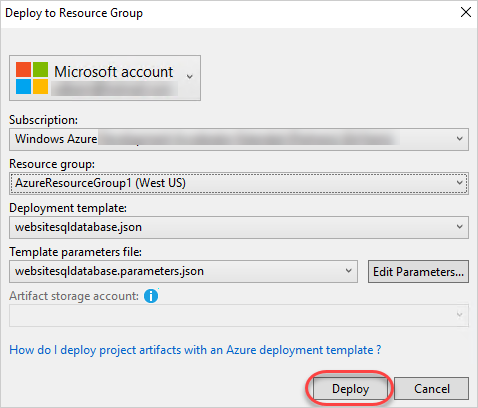 Deploy to Resource Group
Microsoft account
Subscription:
Windows Azure
Resource group:
AzureResourceGroup1 (West US)
Deployment template:
websitesqldatabase.json
Template parameters file:
websitesqldatabase.parameters.json
Edit Parameters...
Artifact storage account:
How do I deploy project artifacts with an Azure deployment template ?
Deploy
Cancel